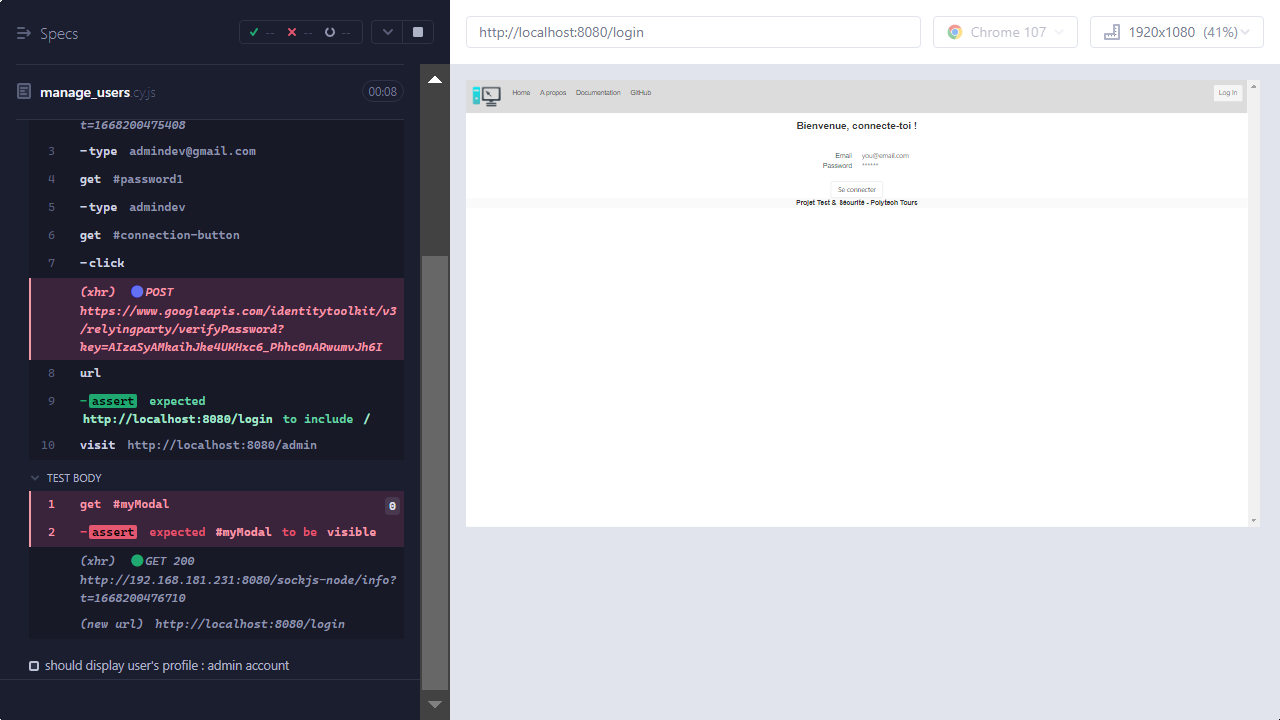 Specs
--
--
--
manage_users.cy.js
00:08
t=1668200475408
3 -type admindev@gmail.com
4 get #password1
5 -type admindev
6 get #connection-button
7 -click
(xhr) POST
https://www.googleapis.com/identitytoolkit/v3
/relyingparty/verifyPassword?
key=AIzaSyAMkaihJke4UKHxc6_Phhc0nARwumvJh6I
8 url
9 -assert expected
http://localhost:8080/login to include /
10 visit http://localhost:8080/admin
TEST BODY
1 get #myModal 0
2 -assert expected #myModal to be visible
(xhr) GET 200
http://192.168.181.231:8080/sockjs-node/info?
t=1668200476710
(new url) http://localhost:8080/login
should display user's profile : admin account
http://localhost:8080/login
Chrome 107
1920x1080 (41%)
Home A propos Documentation GitHub
Log In
Bienvenue, connecte-toi !
Email you@email.com
Password ******
Se connecter
Projet Test & Sécurité - Polytech Tours